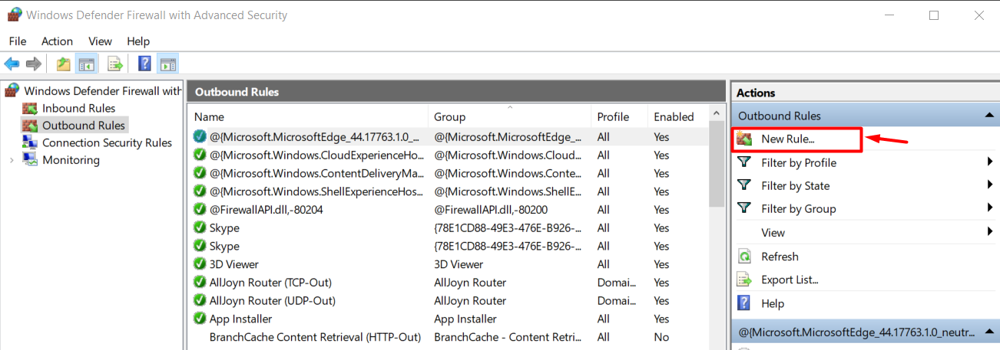 Windows Defender Firewall with Advanced Security
File Action View Help
Windows Defender Firewall with
Inbound Rules
Outbound Rules
Connection Security Rules
Monitoring
Outbound Rules
Name Group Profile Enabled
@{Microsoft.MicrosoftEdge_44.17763.1.0_... @{Microsoft.MicrosoftEdge_... All Yes
@{Microsoft.Windows.CloudExperienceHo... @{Microsoft.Windows.Cloud... All Yes
@{Microsoft.Windows.ContentDeliveryMa... @{Microsoft.Windows.Conte... All Yes
@{Microsoft.Windows.ShellExperienceHos... @{Microsoft.Windows.ShellE... All Yes
@FirewallAPI.dll,-80204 @FirewallAPI.dll,-80200 All Yes
Skype {78E1CD88-49E3-476E-B926-... All Yes
Skype {78E1CD88-49E3-476E-B926-... All Yes
3D Viewer 3D Viewer All Yes
AllJoyn Router (TCP-Out) AllJoyn Router Domai... Yes
AllJoyn Router (UDP-Out) AllJoyn Router Domai... Yes
App Installer App Installer All Yes
BranchCache Content Retrieval (HTTP-Out) BranchCache - Content Retri... All No
Actions
Outbound Rules
New Rule...
Filter by Profile
Filter by State
Filter by Group
View
Refresh
Export List...
Help
@{Microsoft.MicrosoftEdge_44.17763.1.0_neutr...